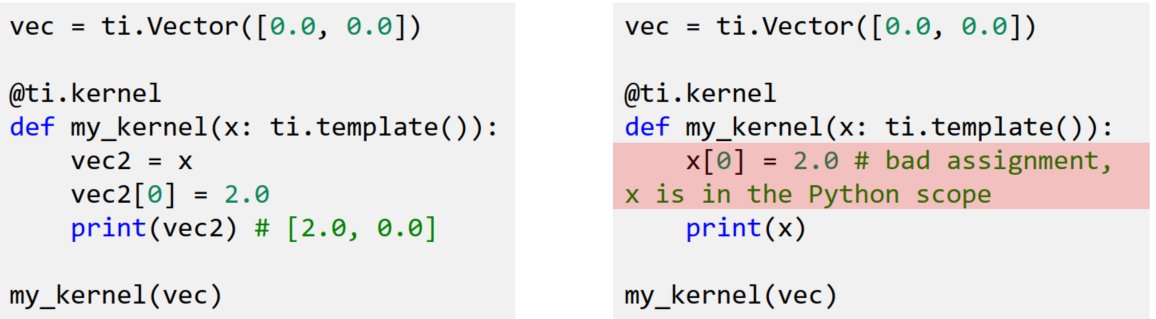 vec = ti.Vector([0.0, 0.0])

@ti.kernel
def my_kernel(x: ti.template()):
    vec2 = x
    vec2[0] = 2.0
    print(vec2) # [2.0, 0.0]

my_kernel(vec)

vec = ti.Vector([0.0, 0.0])

@ti.kernel
def my_kernel(x: ti.template()):
    x[0] = 2.0 # bad assignment,
x is in the Python scope
    print(x)

my_kernel(vec)